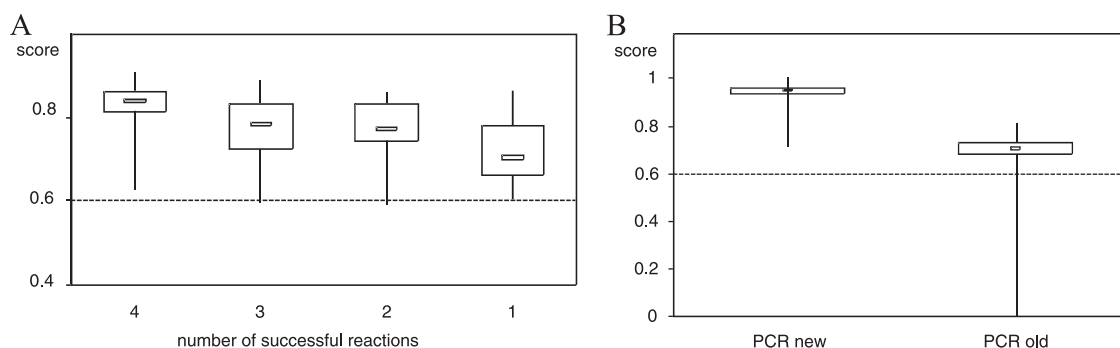 A
score
0.8
0.6
0.4
4 3 2 1
number of successful reactions
B
score
1
0.8
0.6
0.4
0.2
0
PCR new PCR old